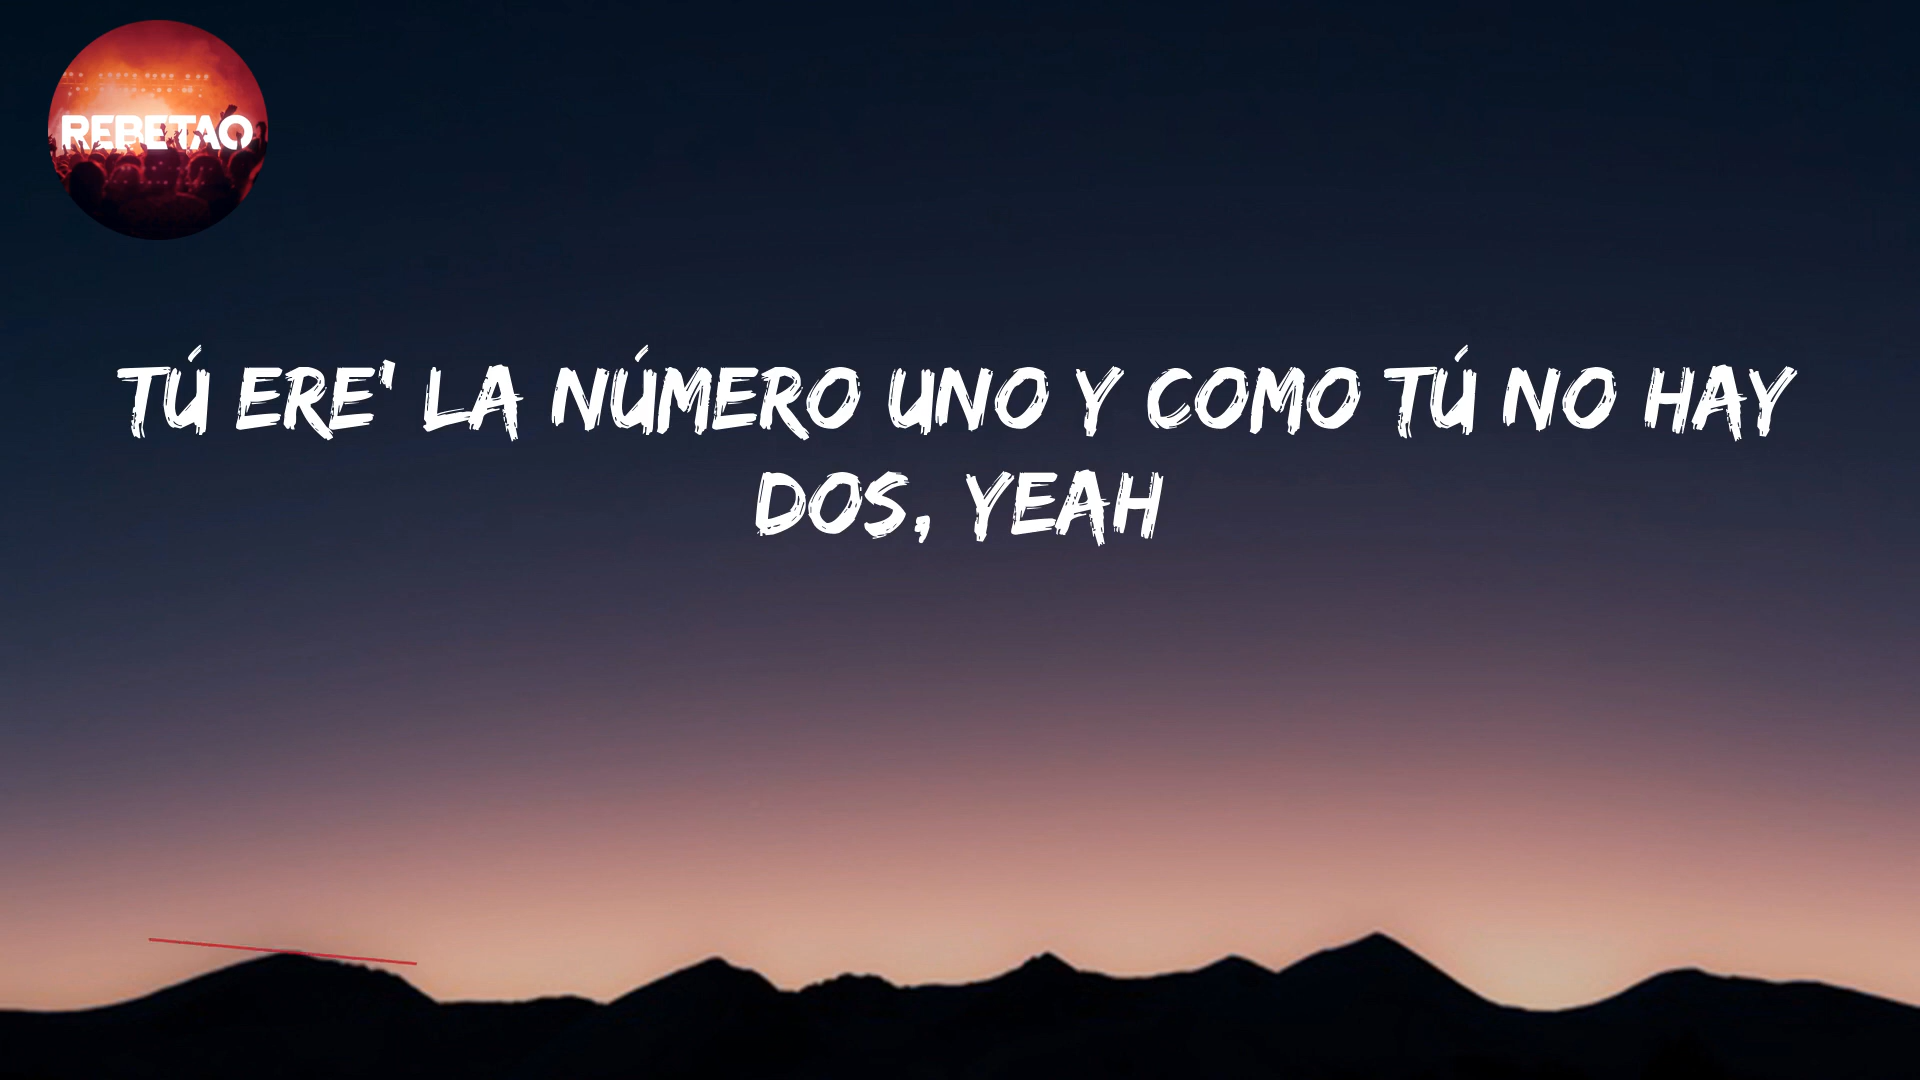 REBETAO
TÚ ERE' LA NÚMERO UNO Y COMO TÚ NO HAY
DOS, YEAH